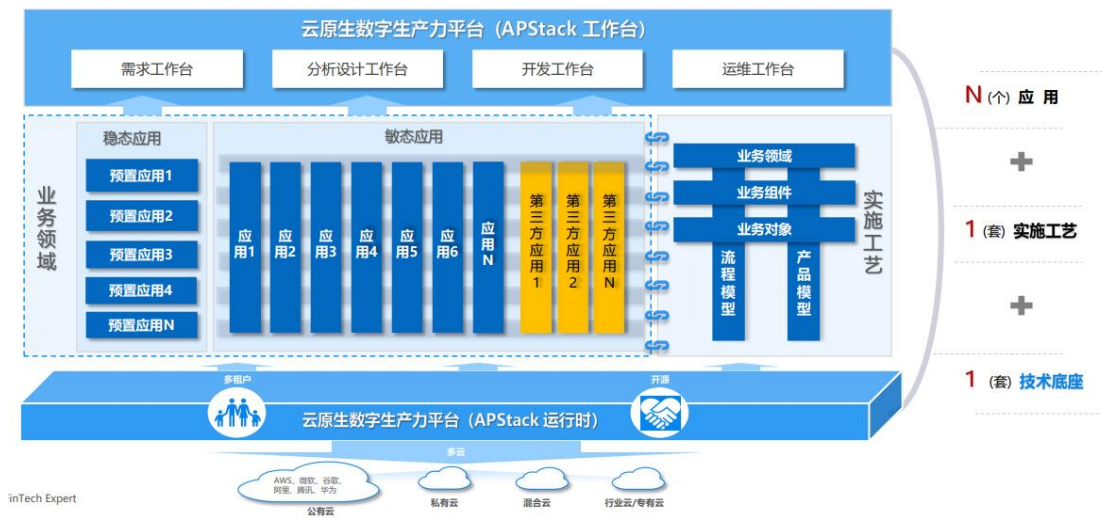 云原生数字生产力平台（APStack 工作台）
需求工作台
分析设计工作台
开发工作台
运维工作台
业务领域
稳态应用
预置应用1
预置应用2
预置应用3
预置应用4
预置应用N
敏态应用
应用1
应用2
应用3
应用4
应用5
应用6
应用N
第三方应用1
第三方应用2
第三方应用N
业务领域
业务组件
业务对象
流程模型
产品模型
实施工艺
N (个) 应 用
+
1 (套) 实施工艺
+
1 (套) 技术底座
多租户
开源
云原生数字生产力平台（APStack 运行时）
多云
AWS、微软、谷歌、
阿里、腾讯、华为
公有云
私有云
混合云
行业云/专有云
inTech Expert